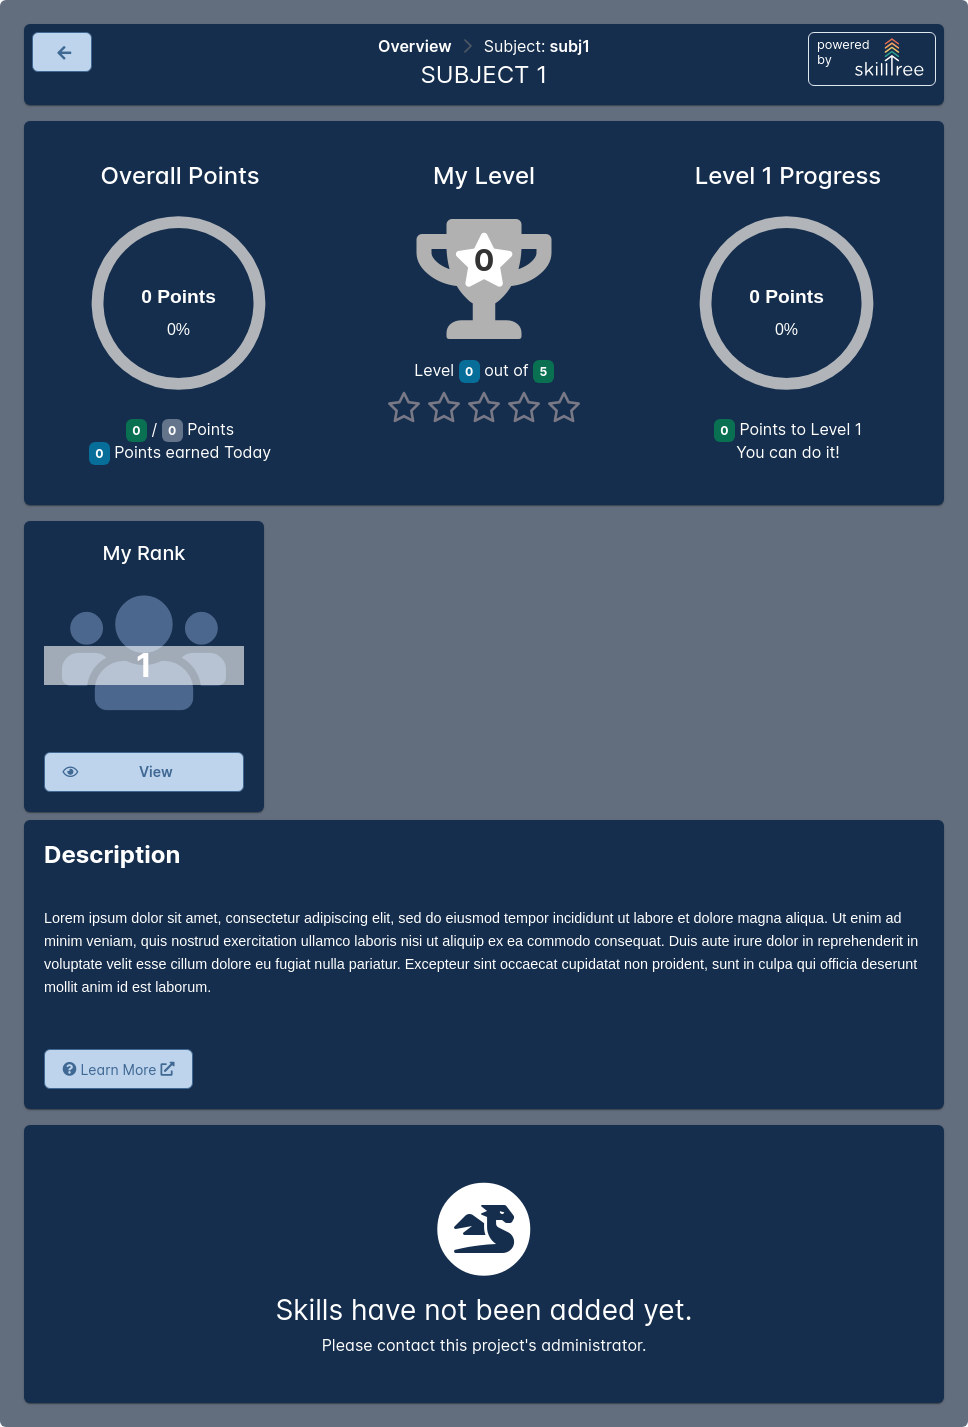 Overview > Subject: subj1
SUBJECT 1
powered
by
skilltree
Overall Points
0 Points
0%
0 / 0 Points
0 Points earned Today
My Level
0
Level 0 out of 5
Level 1 Progress
0 Points
0%
0 Points to Level 1
You can do it!
My Rank
1
View
Description
Lorem ipsum dolor sit amet, consectetur adipiscing elit, sed do eiusmod tempor incididunt ut labore et dolore magna aliqua. Ut enim ad
minim veniam, quis nostrud exercitation ullamco laboris nisi ut aliquip ex ea commodo consequat. Duis aute irure dolor in reprehenderit in
voluptate velit esse cillum dolore eu fugiat nulla pariatur. Excepteur sint occaecat cupidatat non proident, sunt in culpa qui officia deserunt
mollit anim id est laborum.
Learn More
Skills have not been added yet.
Please contact this project's administrator.